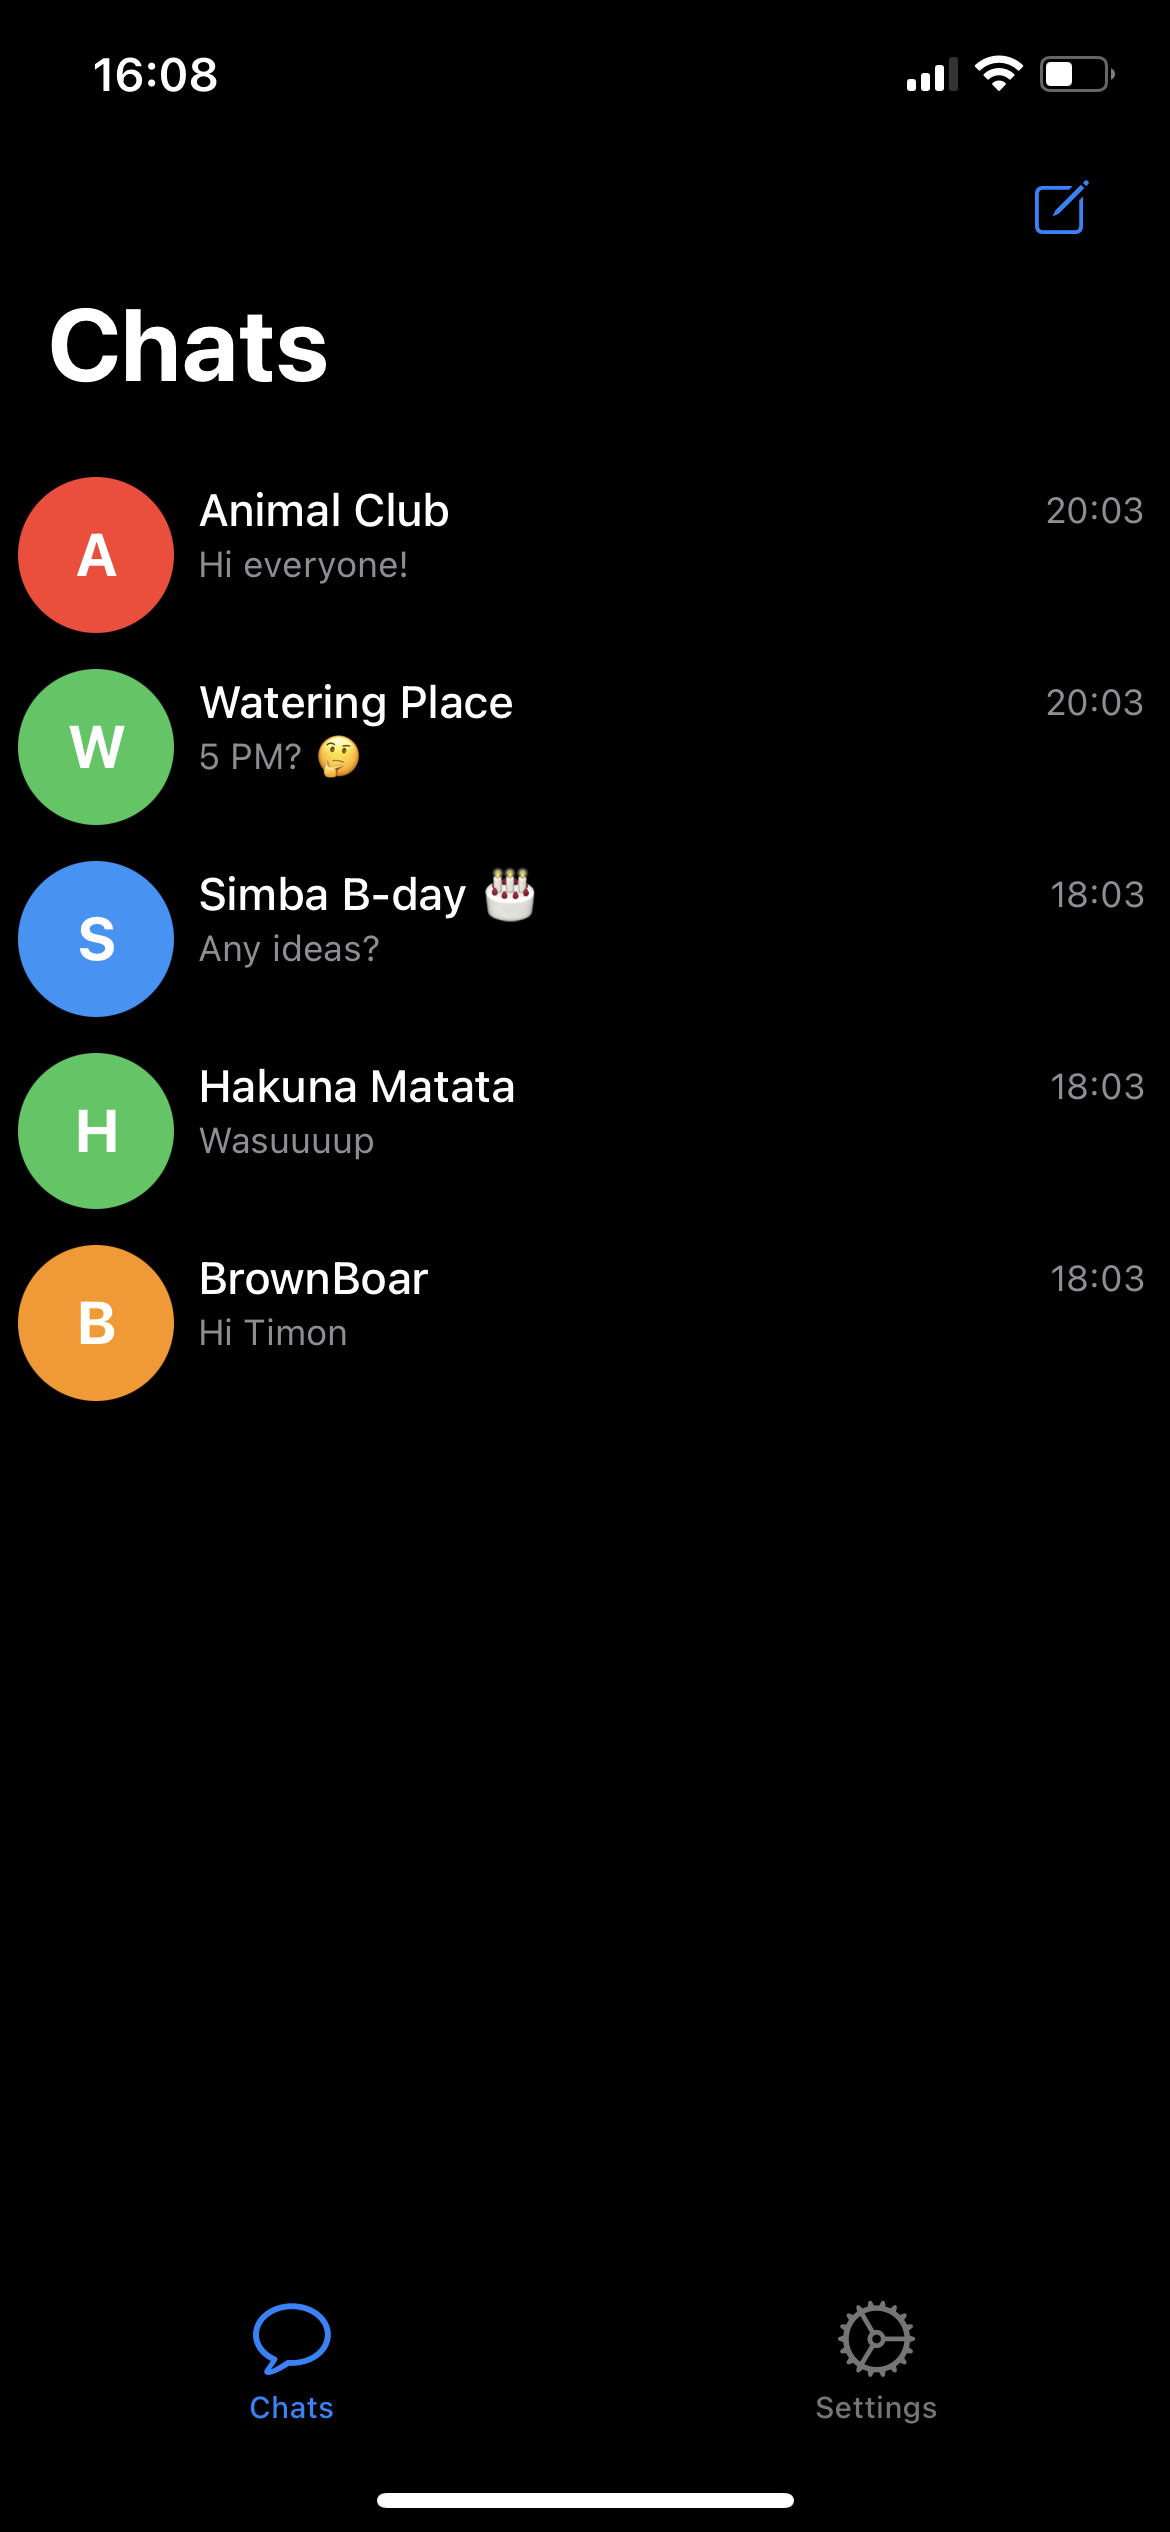 16:08
Chats
A
Animal Club
20:03
Hi everyone!
W
Watering Place
20:03
5 PM? 🤔
S
Simba B-day 🎂
18:03
Any ideas?
H
Hakuna Matata
18:03
Wasuuuup
B
BrownBoar
18:03
Hi Timon
Chats
Settings